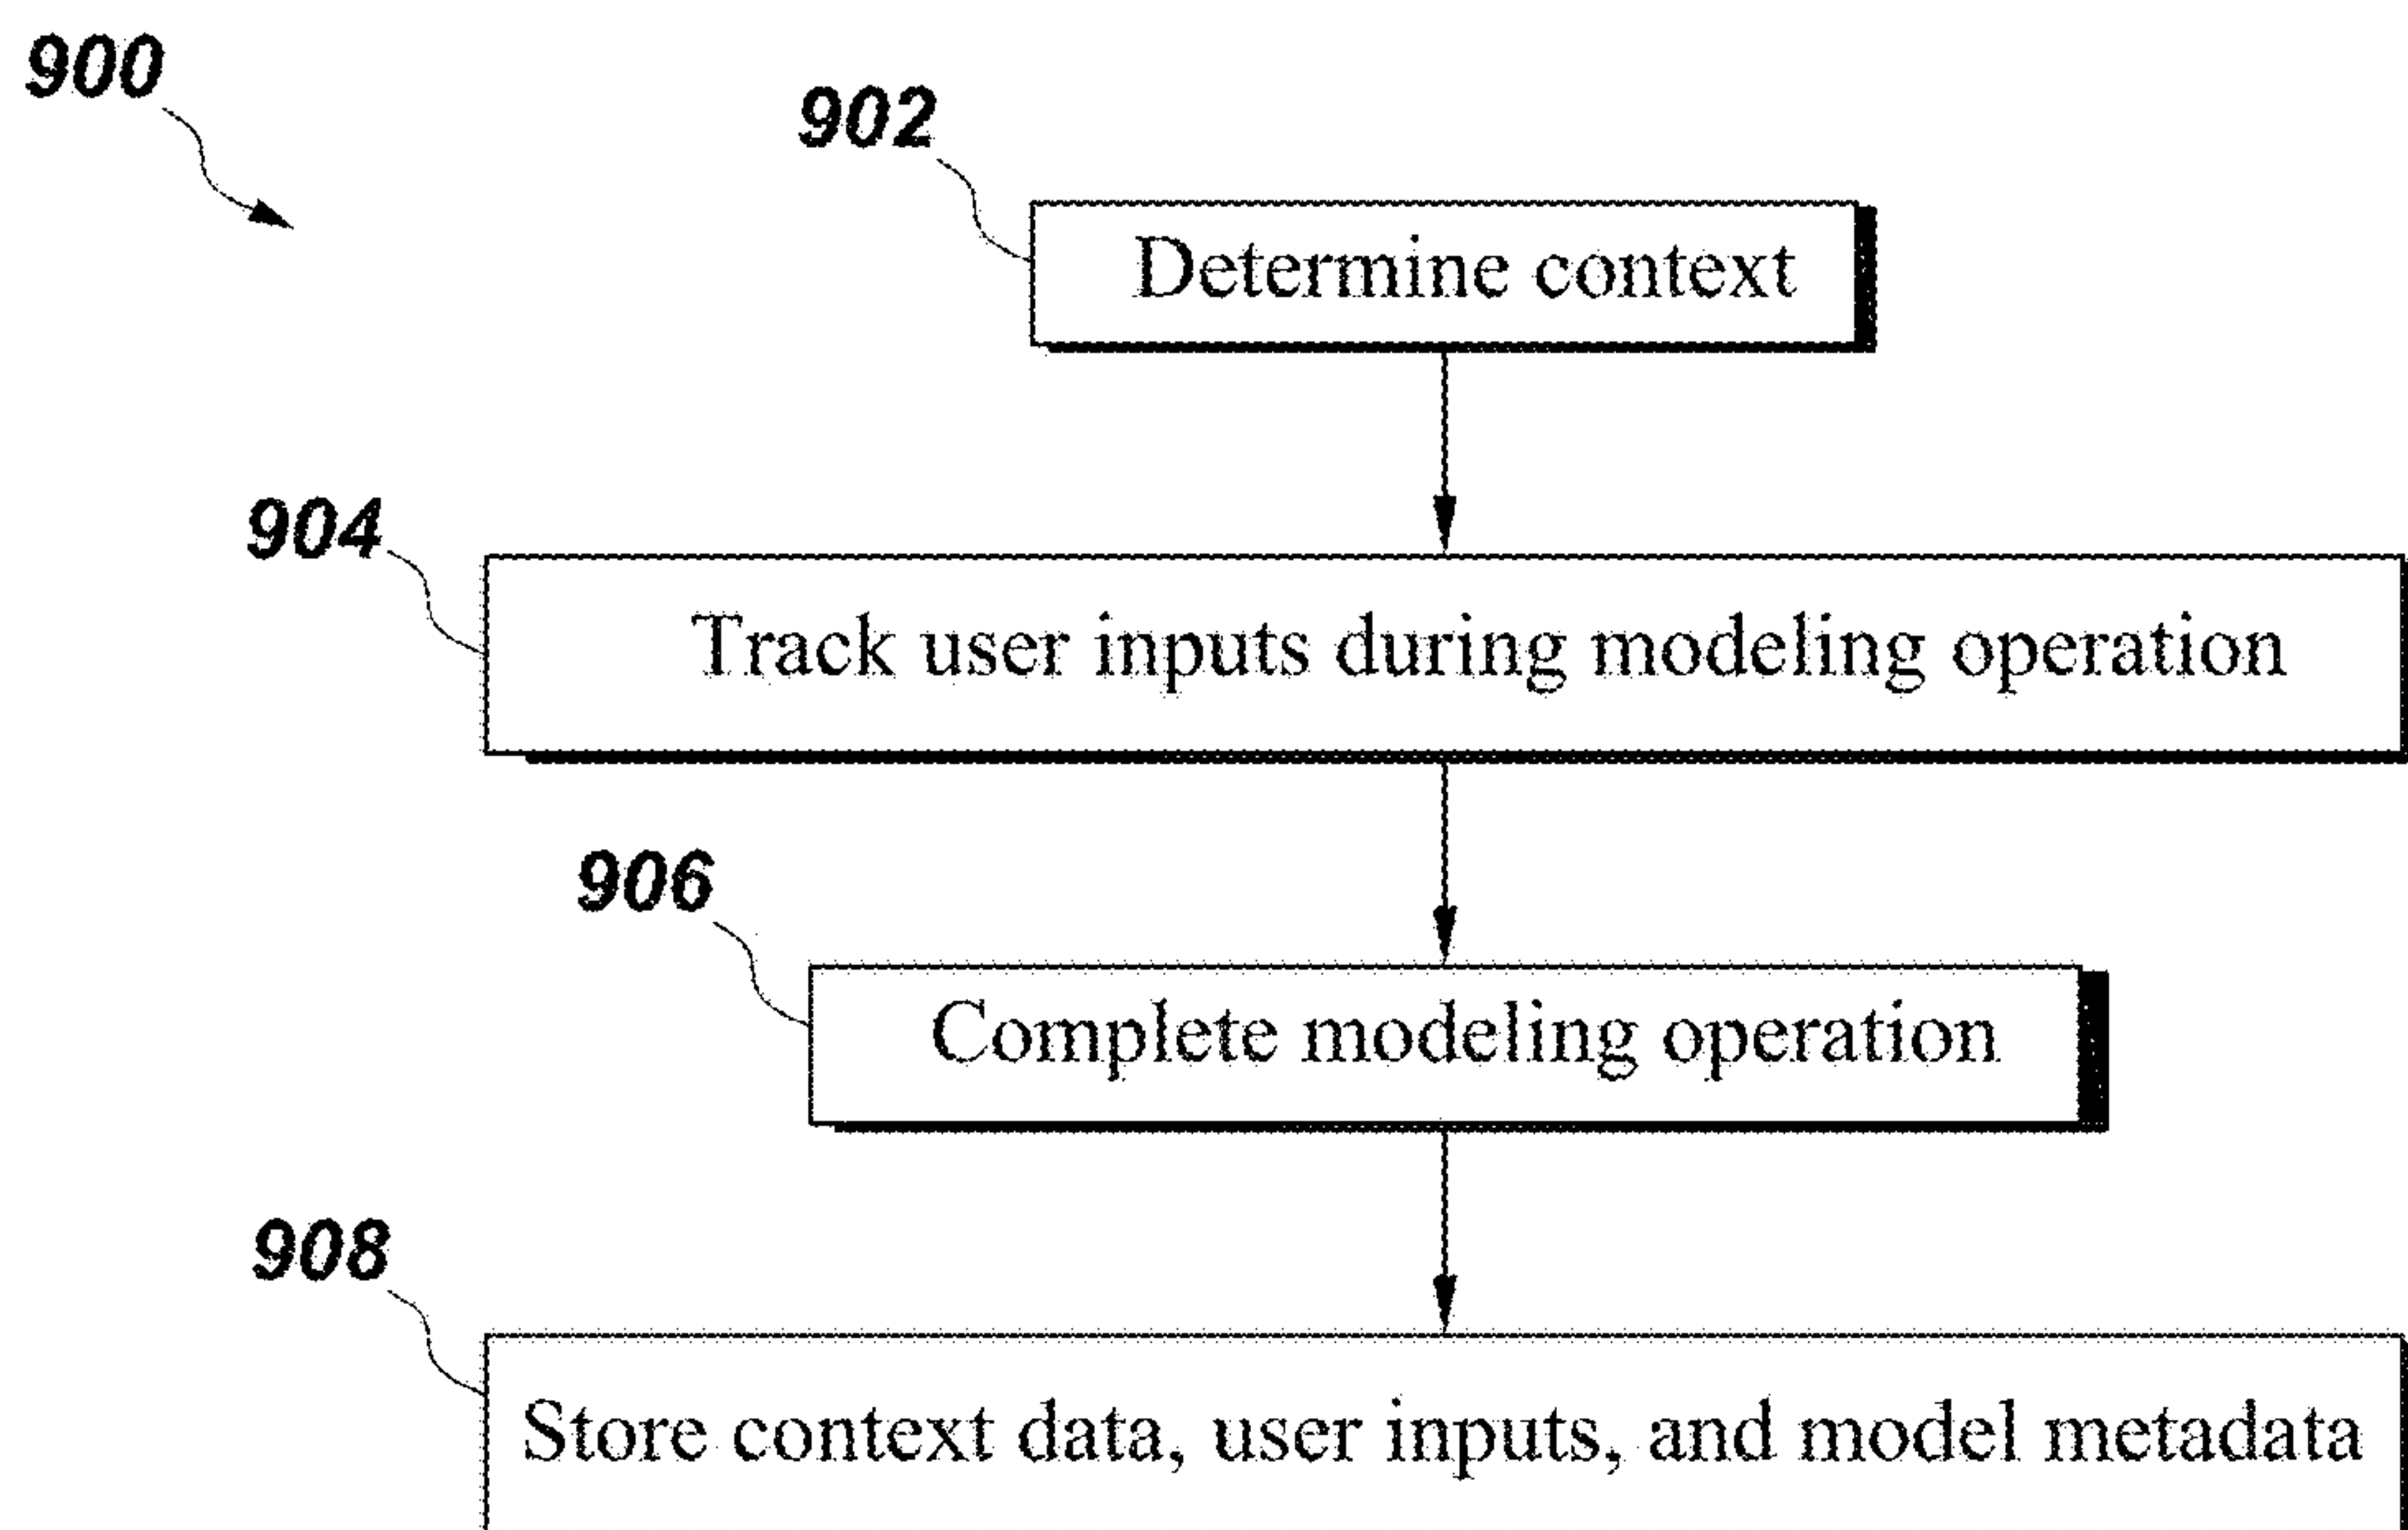 900
902
Determine context
904
Track user inputs during modeling operation
906
Complete modeling operation
908
Store context data, user inputs, and model metadata